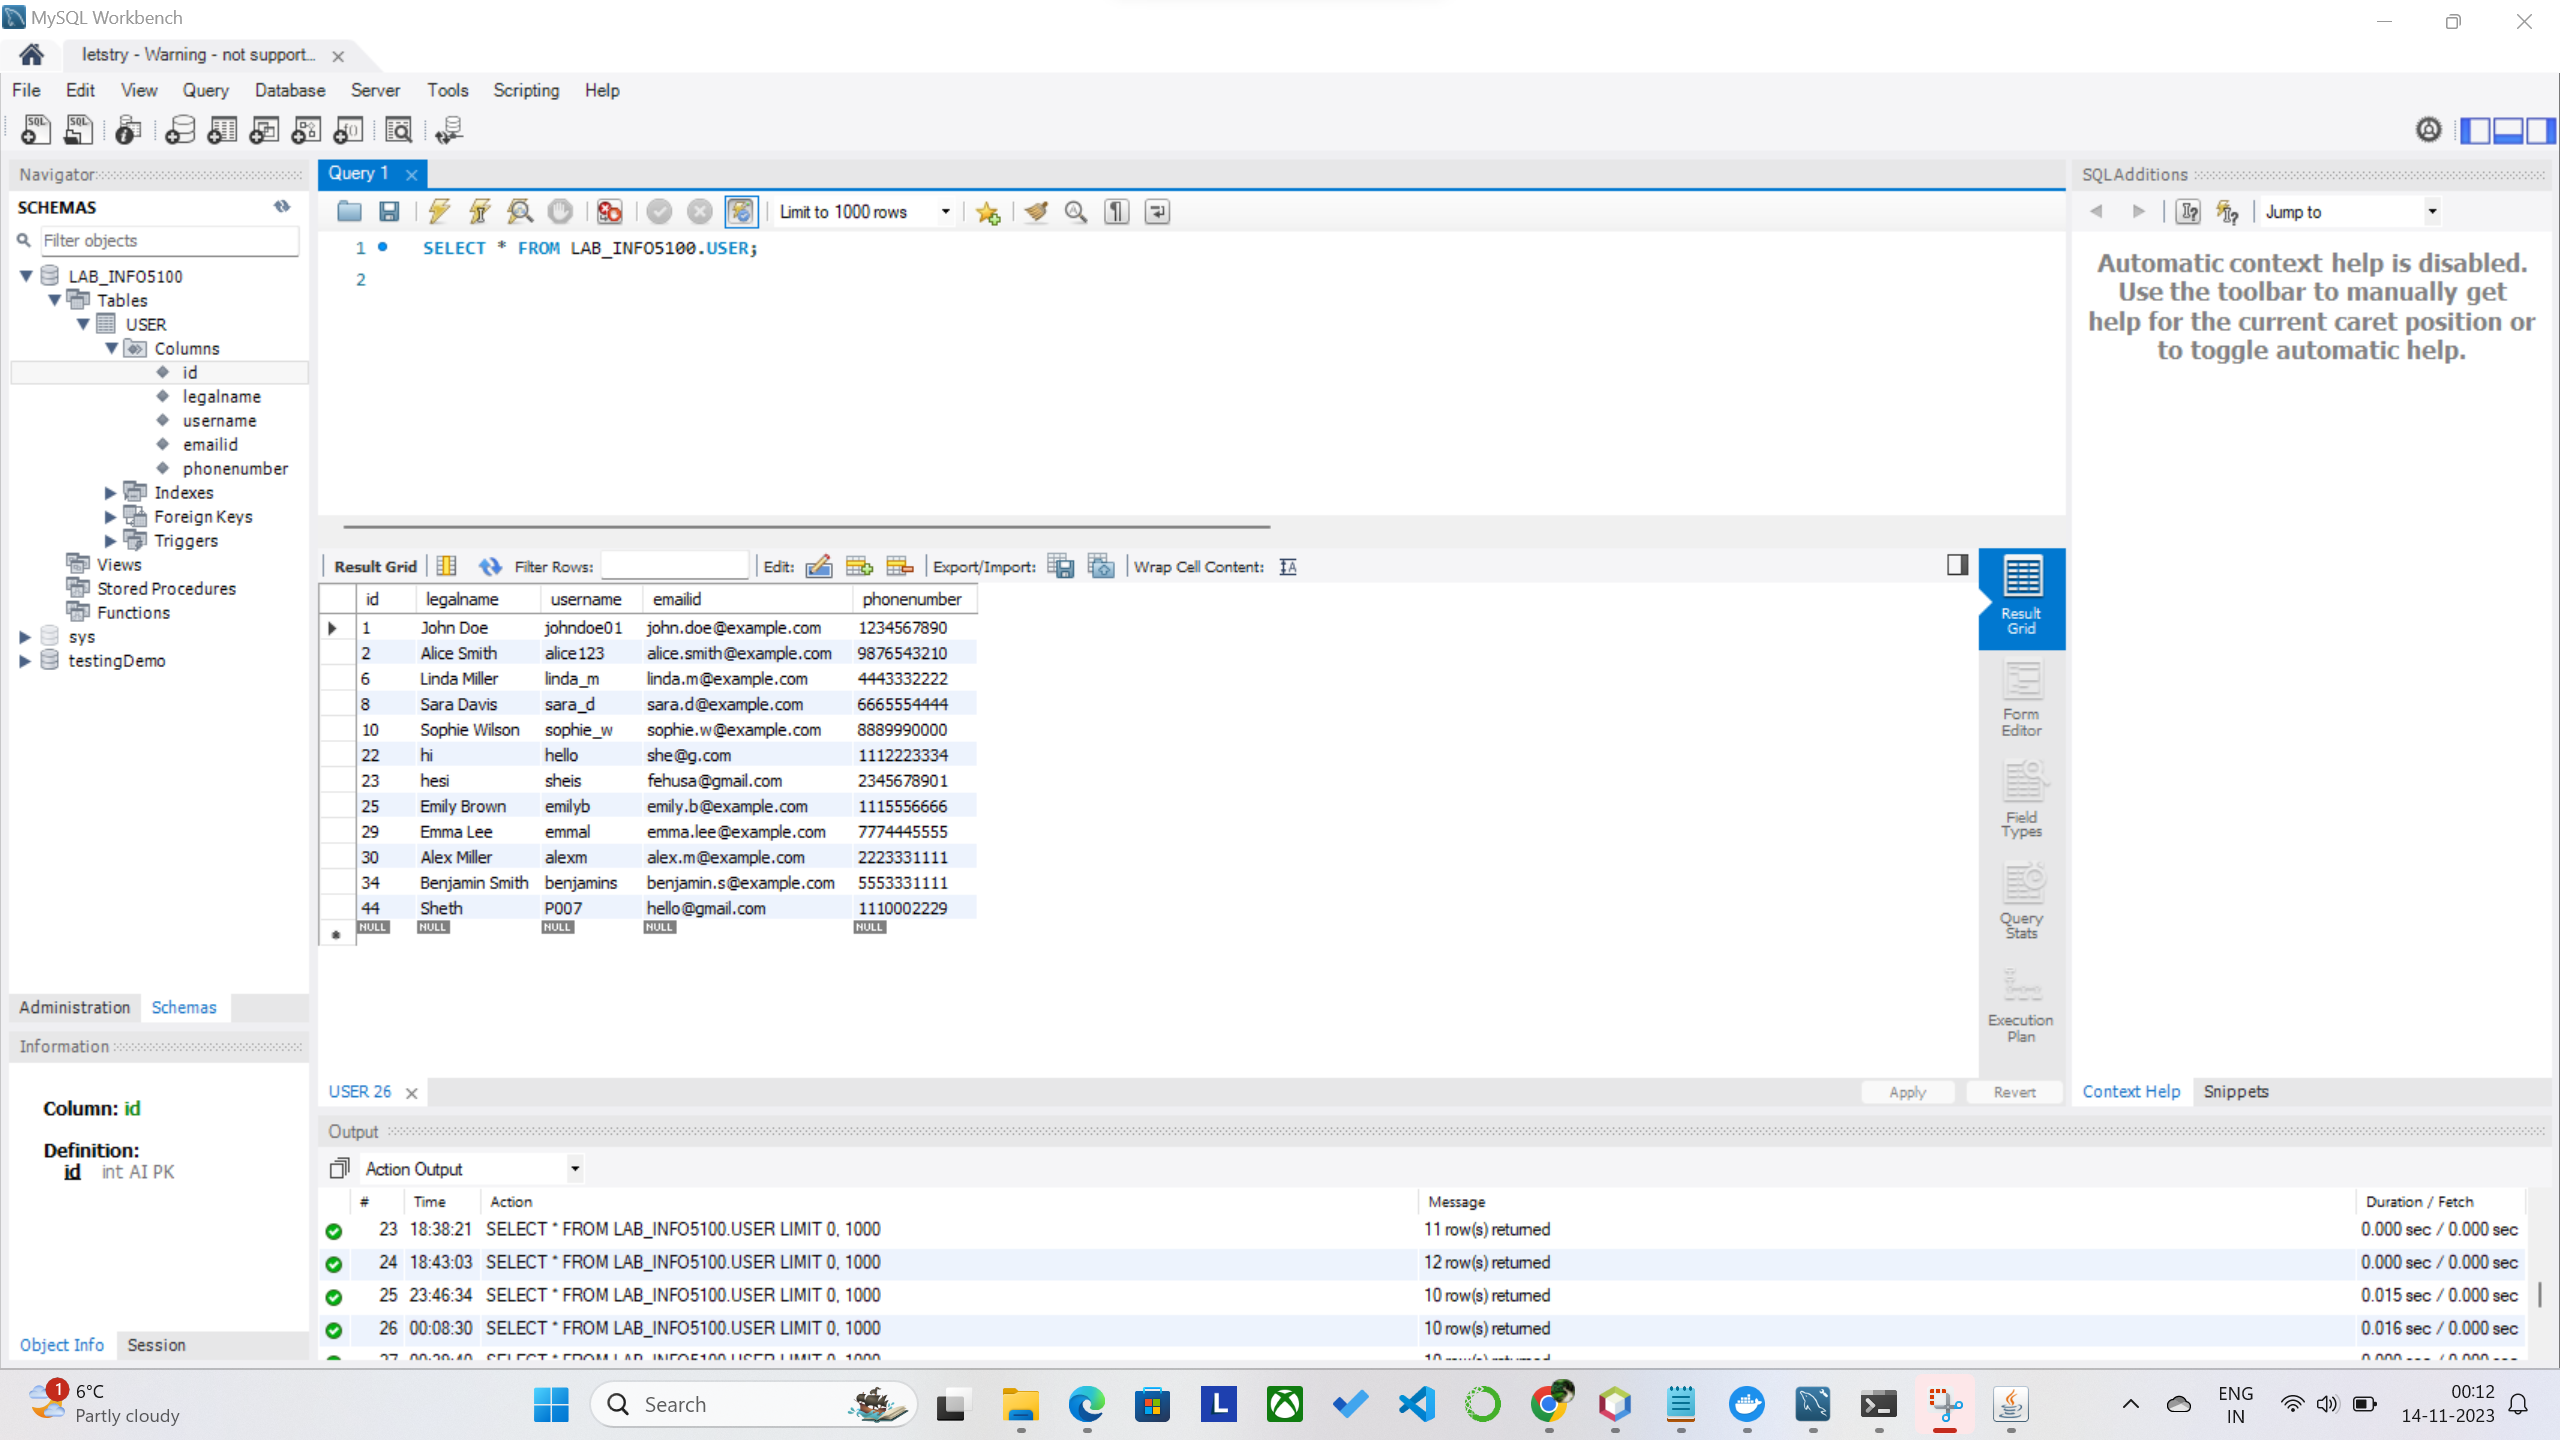 MySQL Workbench
letstry - Warning - not support...
File Edit View Query Database Server Tools Scripting Help
Navigator
SCHEMAS
Filter objects
LAB_INFO5100
Tables
USER
Columns
id
legalname
username
emailid
phonenumber
Indexes
Foreign Keys
Triggers
Views
Stored Procedures
Functions
sys
testingDemo
Administration Schemas
Information
Column: id
Definition:
id int AI PK
Object Info Session
Query 1
Limit to 1000 rows
1 SELECT * FROM LAB_INFO5100.USER;
2
Result Grid Filter Rows: Edit: Export/Import: Wrap Cell Content:
id legalname username emailid phonenumber
1 John Doe johndoe01 john.doe@example.com 1234567890
2 Alice Smith alice123 alice.smith@example.com 9876543210
6 Linda Miller linda_m linda.m@example.com 4443332222
8 Sara Davis sara_d sara.d@example.com 6665554444
10 Sophie Wilson sophie_w sophie.w@example.com 8889990000
22 hi hello she@g.com 1112223334
23 hesi sheis fehusa@gmail.com 2345678901
25 Emily Brown emilyb emily.b@example.com 1115556666
29 Emma Lee emmal emma.lee@example.com 7774445555
30 Alex Miller alexm alex.m@example.com 2223331111
34 Benjamin Smith benjamins benjamin.s@example.com 5553331111
44 Sheth P007 hello@gmail.com 1110002229
NULL NULL NULL NULL NULL
Result
Grid
Form
Editor
Field
Types
Query
Stats
Execution
Plan
USER 26 Apply Revert
SQLAdditions
Jump to
Automatic context help is disabled.
Use the toolbar to manually get
help for the current caret position or
to toggle automatic help.
Context Help Snippets
Output
Action Output
# Time Action Message Duration / Fetch
23 18:38:21 SELECT * FROM LAB_INFO5100.USER LIMIT 0, 1000 11 row(s) returned 0.000 sec / 0.000 sec
24 18:43:03 SELECT * FROM LAB_INFO5100.USER LIMIT 0, 1000 12 row(s) returned 0.000 sec / 0.000 sec
25 23:46:34 SELECT * FROM LAB_INFO5100.USER LIMIT 0, 1000 10 row(s) returned 0.015 sec / 0.000 sec
26 00:08:30 SELECT * FROM LAB_INFO5100.USER LIMIT 0, 1000 10 row(s) returned 0.016 sec / 0.000 sec
1
6°C
Partly cloudy
Search
L
ENG
IN
00:12
14-11-2023